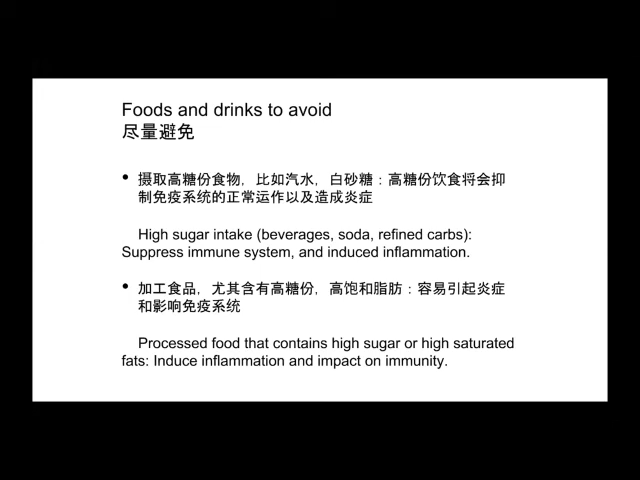 Foods and drinks to avoid
尽量避免
• 摄取高糖份食物，比如汽水，白砂糖：高糖份饮食将会抑
制免疫系统的正常运作以及造成炎症
High sugar intake (beverages, soda, refined carbs):
Suppress immune system, and induced inflammation.
• 加工食品，尤其含有高糖份，高饱和脂肪：容易引起炎症
和影响免疫系统
Processed food that contains high sugar or high saturated
fats: Induce inflammation and impact on immunity.